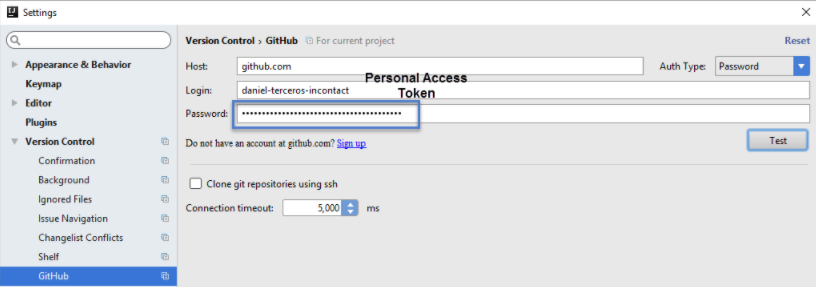 Settings
Version Control › GitHub For current project Reset
Appearance & Behavior
Keymap
Editor
Plugins
Version Control
Confirmation
Background
Ignored Files
Issue Navigation
Changelist Conflicts
Shelf
GitHub
Host: github.com Auth Type: Password
Personal Access
Token
Login: daniel-terceros-incontact
Password: ••••••••••••••••••••••••••••••••••••••••
Do not have an account at github.com? Sign up
Test
Clone git repositories using ssh
Connection timeout: 5,000 ms